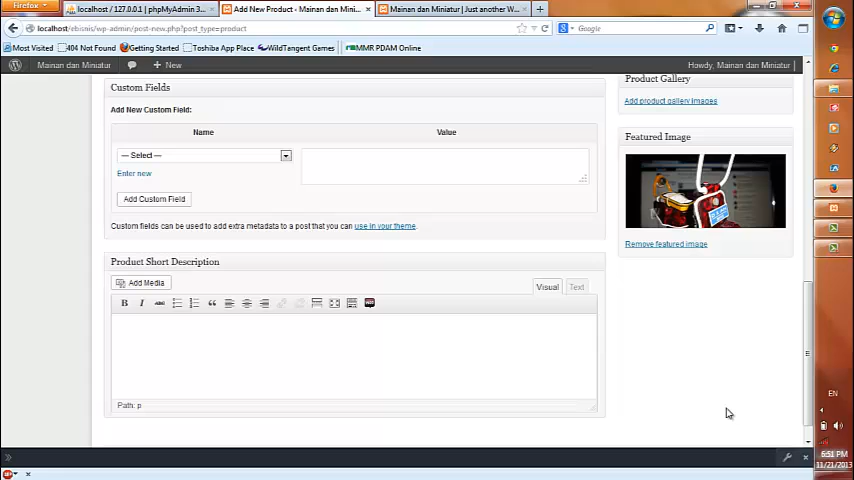 Firefox
localhost / 127.0.0.1 | phpMyAdmin 3....
Add New Product - Mainan dan Mini...
Mainan dan Miniatur | Just another W...
localhost/ebisnis/wp-admin/post-new.php?post_type=product
Google
Most Visited
404 Not Found
Getting Started
Toshiba App Place
WildTangent Games
MMR PDAM Online
Mainan dan Miniatur
+ New
Howdy, Mainan dan Miniatur
Custom Fields
Product Gallery
Add New Custom Field:
Add product gallery images
Name
Value
Featured Image
— Select —
Enter new
Add Custom Field
Custom fields can be used to add extra metadata to a post that you can use in your theme.
Remove featured image
Product Short Description
Add Media
Visual
Text
B I ABC
Path: p
EN
6:51 PM
11/21/2013